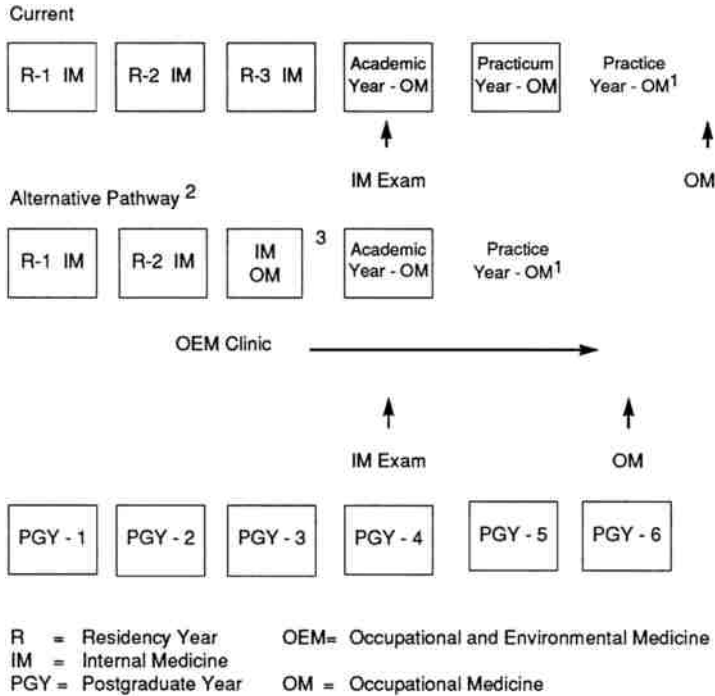 Current
R-1 IM R-2 IM R-3 IM Academic Year - OM Practicum Year - OM Practice Year - OM1
IM Exam OM
Alternative Pathway 2
R-1 IM R-2 IM IM OM 3 Academic Year - OM Practice Year - OM1
OEM Clinic
IM Exam OM
PGY - 1 PGY - 2 PGY - 3 PGY - 4 PGY - 5 PGY - 6
R = Residency Year OEM= Occupational and Environmental Medicine
IM = Internal Medicine
PGY = Postgraduate Year OM = Occupational Medicine